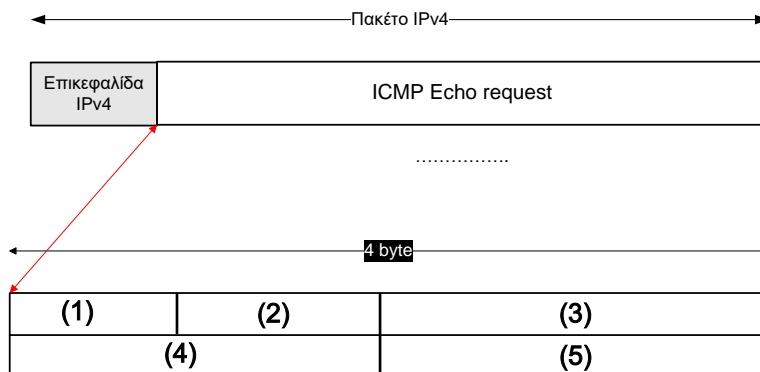 Πακέτο IPv4
Επικεφαλίδα
IPv4
ICMP Echo request
................
4 byte
(1)
(2)
(3)
(4)
(5)